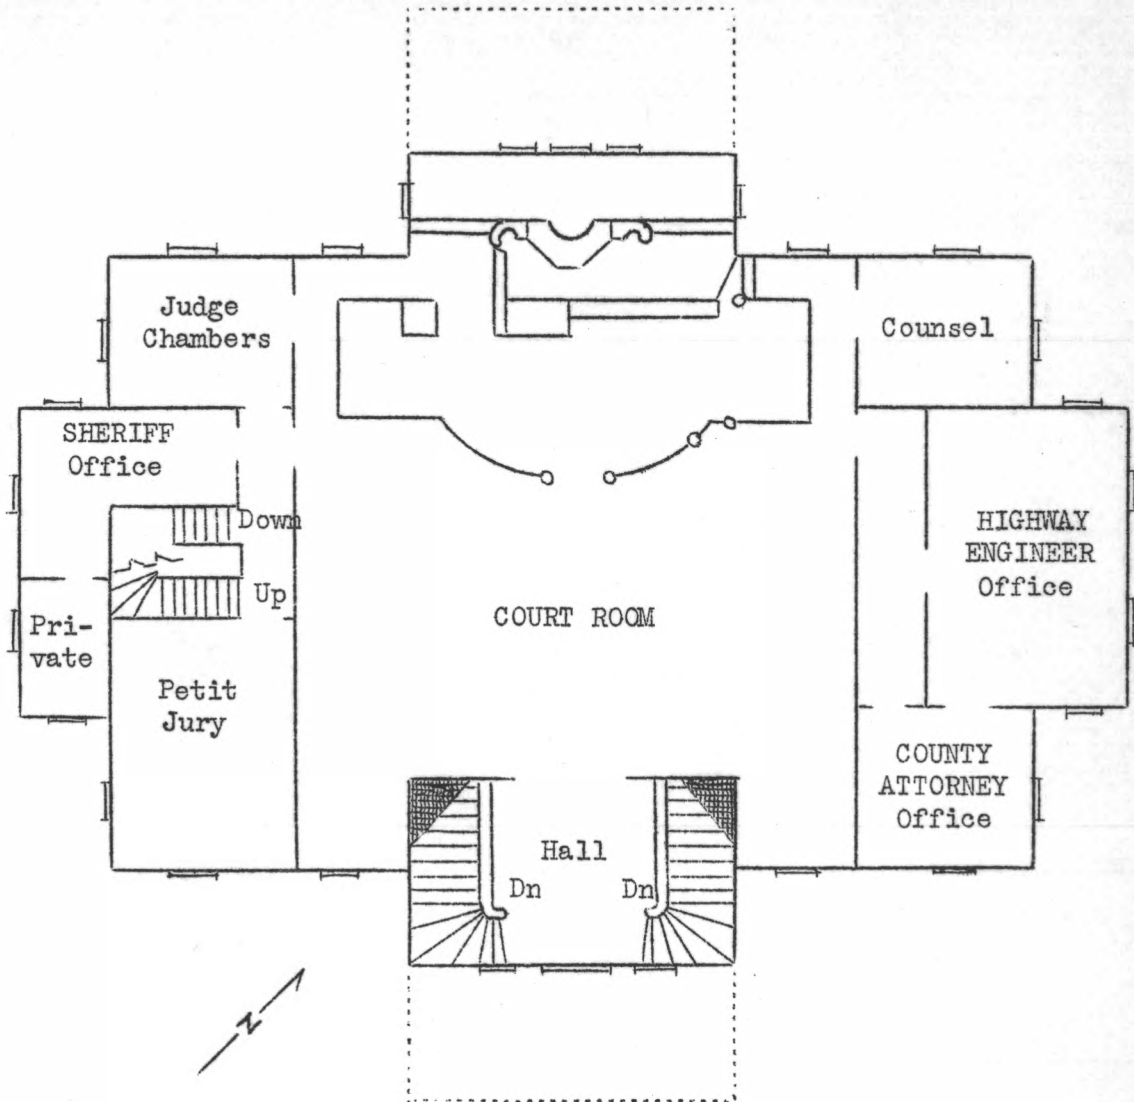 Judge
Chambers
Counsel
SHERIFF
Office
Down
HIGHWAY
ENGINEER
Office
Up
COURT ROOM
Pri-
vate
Petit
Jury
COUNTY
ATTORNEY
Office
Hall
Dn
Dn
N